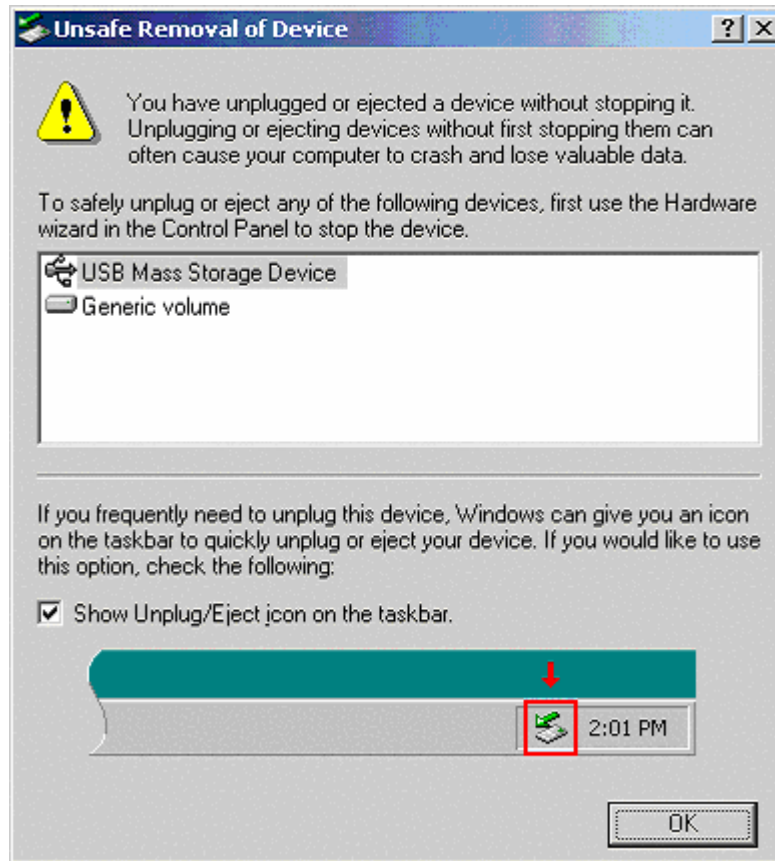 Unsafe Removal of Device
You have unplugged or ejected a device without stopping it.
Unplugging or ejecting devices without first stopping them can
often cause your computer to crash and lose valuable data.
To safely unplug or eject any of the following devices, first use the Hardware
wizard in the Control Panel to stop the device.
USB Mass Storage Device
Generic volume
If you frequently need to unplug this device, Windows can give you an icon
on the taskbar to quickly unplug or eject your device. If you would like to use
this option, check the following:
Show Unplug/Eject icon on the taskbar.
2:01 PM
OK